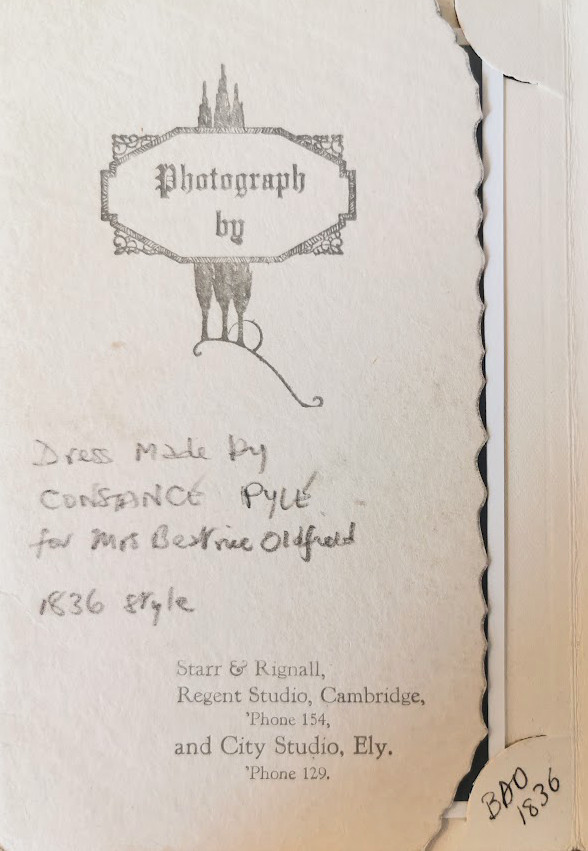 Photograph
by
Dress Made by
CONSTANCE PYLE
for Mrs Beatrice Oldfield
1836 style
Starr & Rignall,
Regent Studio, Cambridge,
'Phone 154,
and City Studio, Ely.
'Phone 129.
BAO
1836